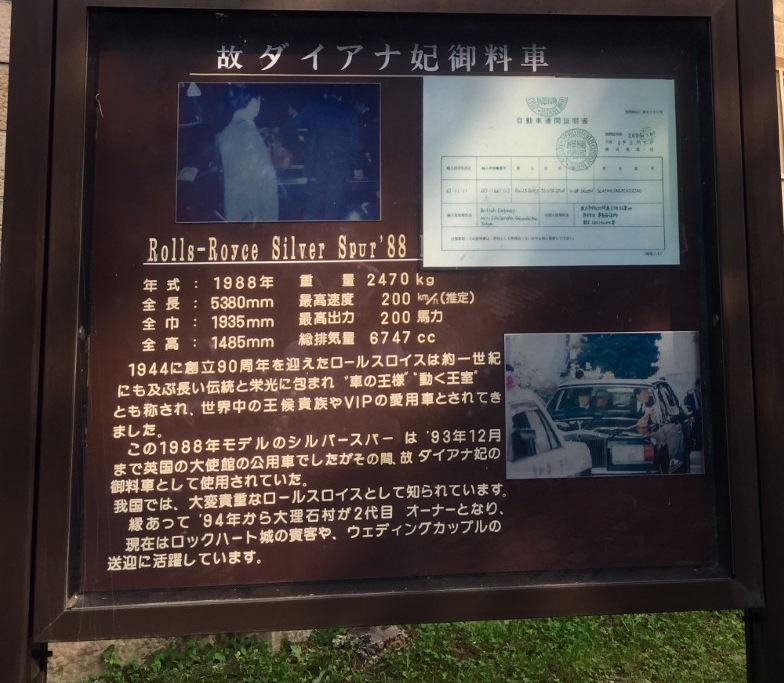 故ダイアナ妃御料車
自動車通関証明書
Rolls-Royce Silver Spur'88
年式 : 1988年 重量 2470kg
全長 : 5380mm 最高速度 200km/h(推定)
全巾 : 1935mm 最高出力 200馬力
全高 : 1485mm 総排気量 6747cc
1944に創立90周年を迎えたロールスロイスは約一世紀
にも及ぶ長い伝統と栄光に包まれ “車の王様” “動く王室”
とも称され、世界中の王候貴族やVIPの愛用車とされてき
ました。
この1988年モデルのシルバースパー は '93年12月
まで英国の大使館の公用車でしたがその間、故 ダイアナ妃の
御料車として使用されていた。
我国では、大変貴重なロールスロイスとして知られています。
縁あって '94年から大理石村が2代目 オーナーとなり、
現在はロックハート城の賓客や、ウェディングカップルの
送迎に活躍しています。